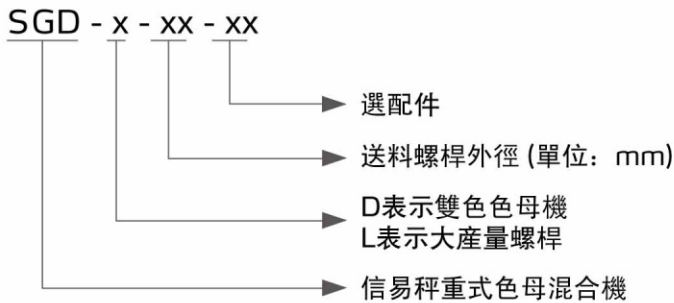 SGD - x - xx - xx
選配件
送料螺桿外徑 (單位：mm)
D表示雙色色母機
L表示大產量螺桿
信易秤重式色母混合機